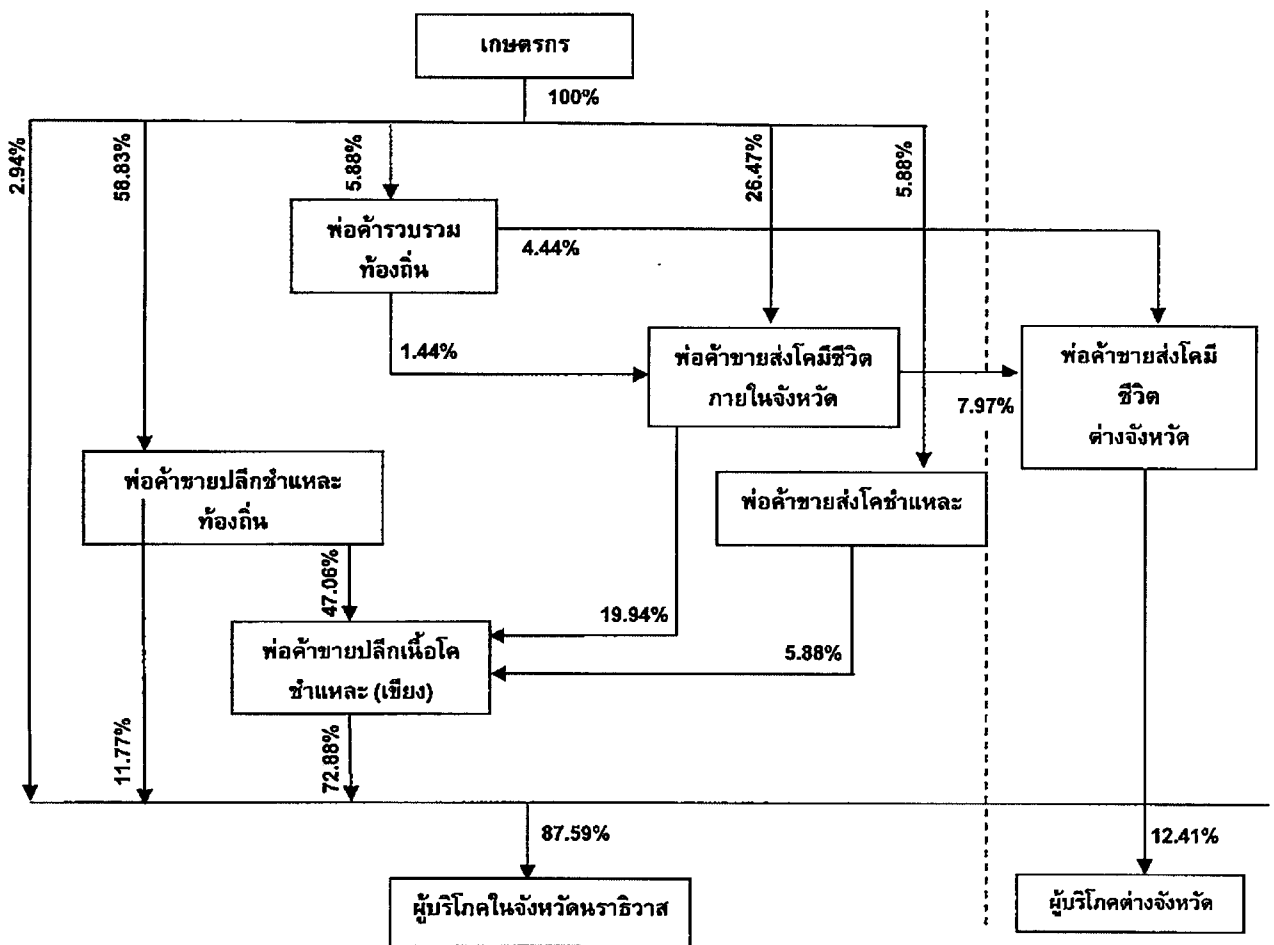 เกษตรกร
100%
2.94%
58.83%
5.88%
26.47%
5.88%
พ่อค้ารวบรวม
ท้องถิ่น
4.44%
1.44%
พ่อค้าขายส่งโคมีชีวิต
ภายในจังหวัด
7.97%
พ่อค้าขายส่งโคมี
ชีวิต
ต่างจังหวัด
พ่อค้าขายปลีกชำแหละ
ท้องถิ่น
พ่อค้าขายส่งโคชำแหละ
47.06%
19.94%
5.88%
พ่อค้าขายปลีกเนื้อโค
ชำแหละ (เขียง)
11.77%
72.88%
87.59%
12.41%
ผู้บริโภคในจังหวัดนราธิวาส
ผู้บริโภคต่างจังหวัด